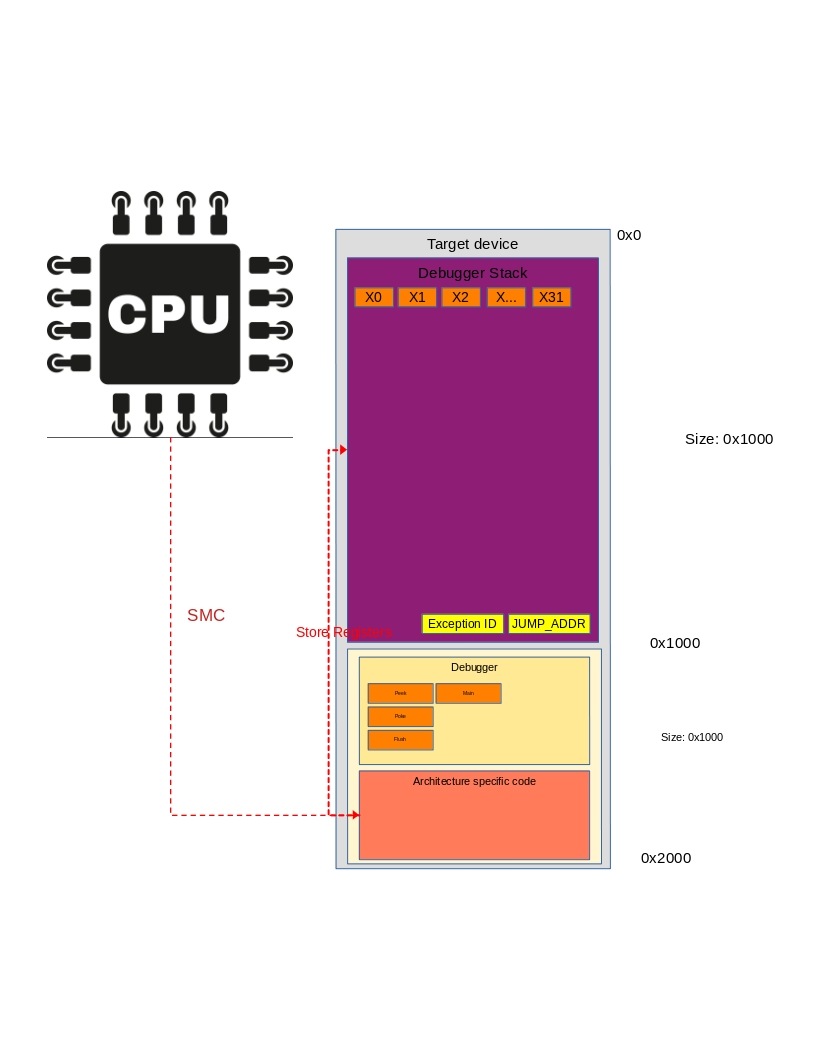 0x0
Target device
Debugger Stack
X0 X1 X2 X... X31
CPU
Size: 0x1000
SMC
Exception ID JUMP_ADDR
Store Registers
0x1000
Debugger
Peek Main
Poke
Flush
Size: 0x1000
Architecture specific code
0x2000